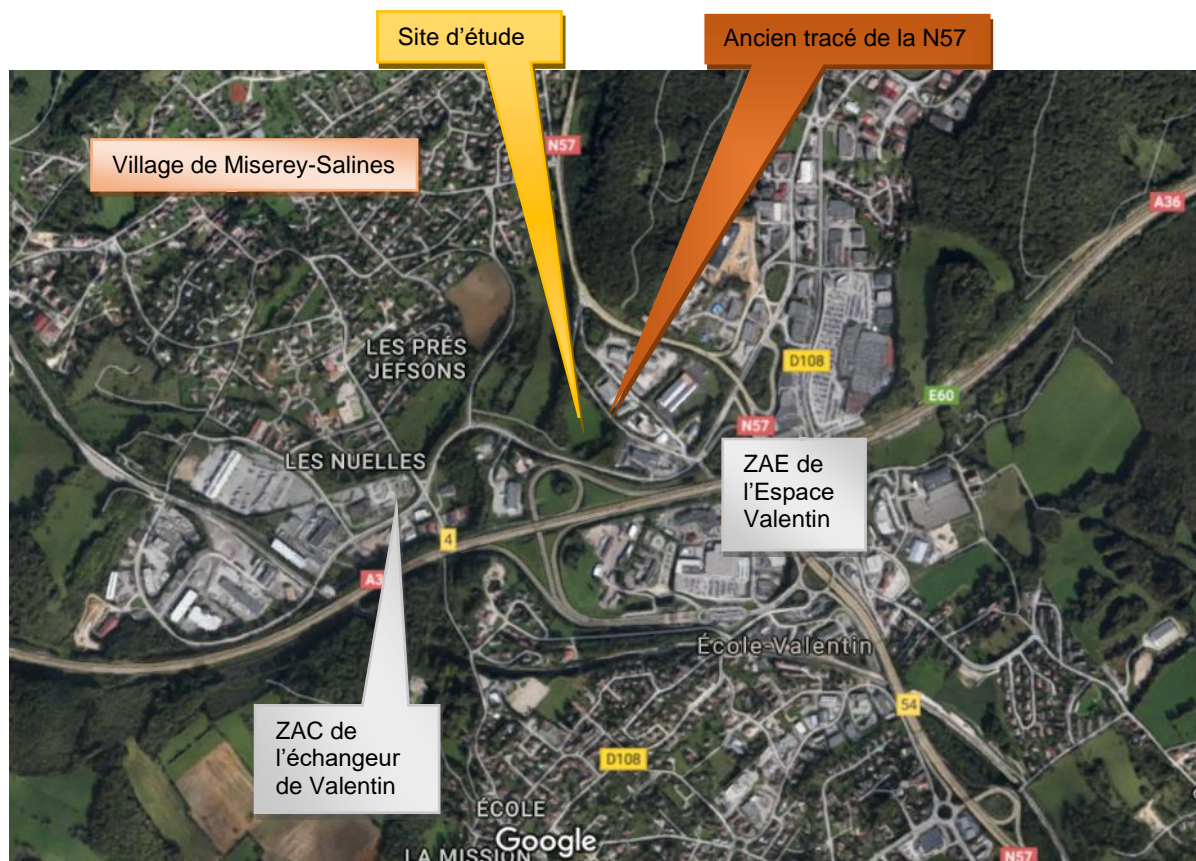 Site d'étude
Ancien tracé de la N57
N57
Village de Miserey-Salines
A36
LES PRÉS
JEFSONS
D108
E60
N57
LES NUELLES
ZAE de
l'Espace
Valentin
4
École-Valentin
54
ZAC de
l'échangeur
de Valentin
D108
ÉCOLE
Google
LA MISSION
N57